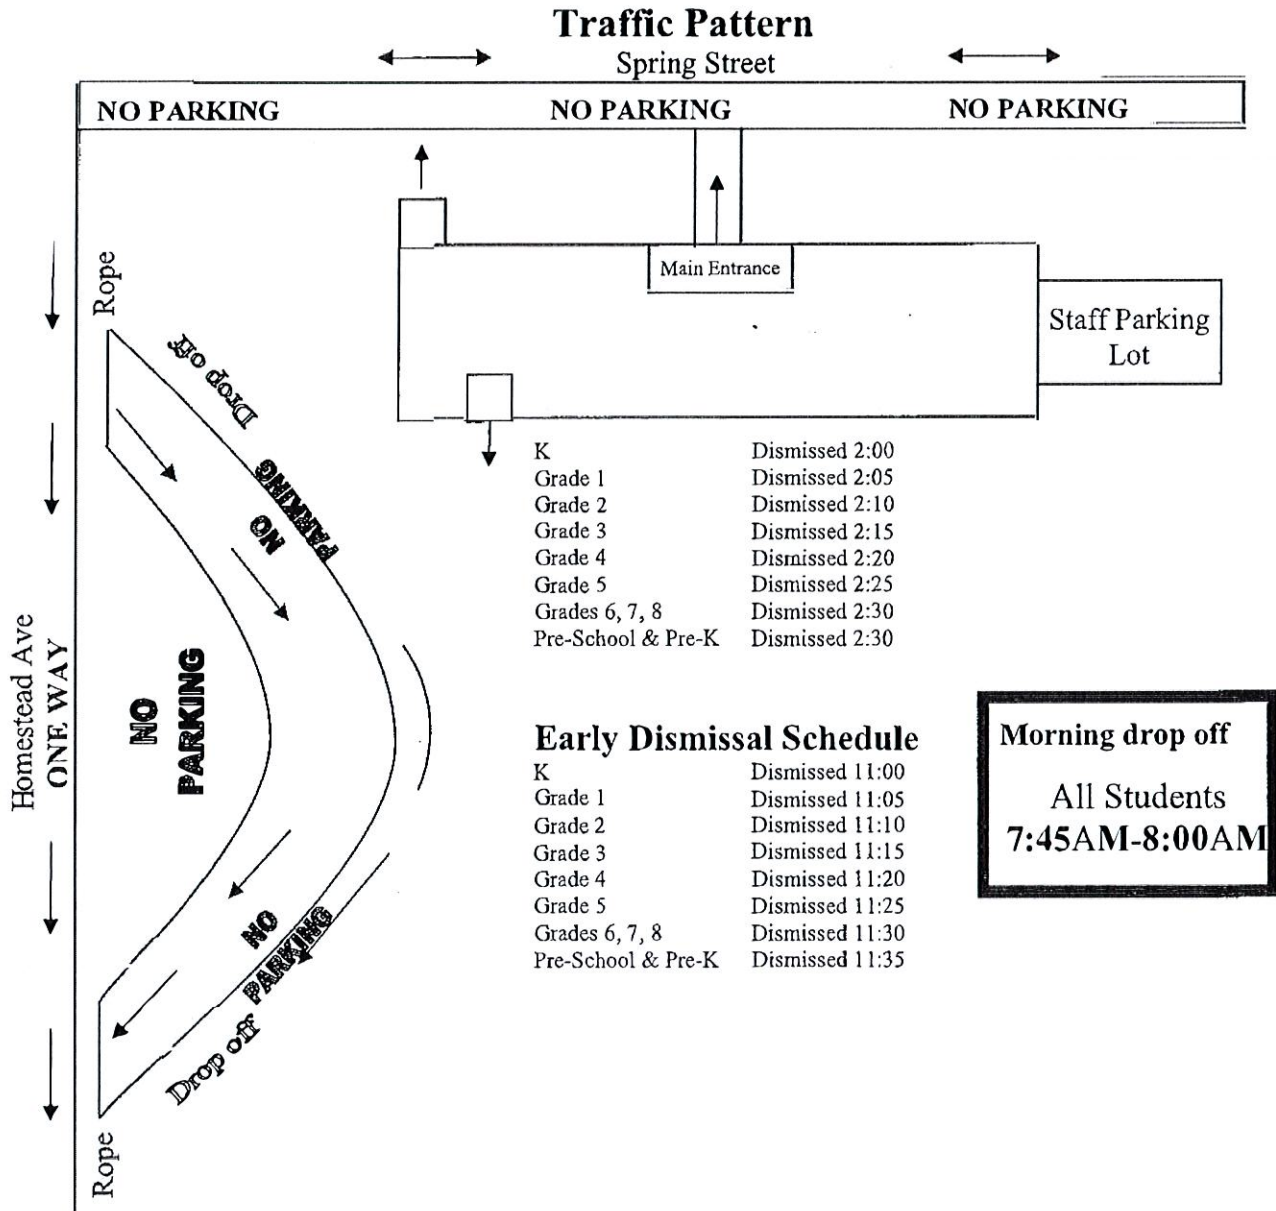 Traffic Pattern
Spring Street
NO PARKING NO PARKING NO PARKING
Main Entrance
Staff Parking
Lot
Rope
Drop off
NO
PARKING
Homestead Ave
ONE WAY
NO
PARKING
NO
PARKING
Drop off
Rope
K Dismissed 2:00
Grade 1 Dismissed 2:05
Grade 2 Dismissed 2:10
Grade 3 Dismissed 2:15
Grade 4 Dismissed 2:20
Grade 5 Dismissed 2:25
Grades 6, 7, 8 Dismissed 2:30
Pre-School & Pre-K Dismissed 2:30
Early Dismissal Schedule
K Dismissed 11:00
Grade 1 Dismissed 11:05
Grade 2 Dismissed 11:10
Grade 3 Dismissed 11:15
Grade 4 Dismissed 11:20
Grade 5 Dismissed 11:25
Grades 6, 7, 8 Dismissed 11:30
Pre-School & Pre-K Dismissed 11:35
Morning drop off
All Students
7:45AM-8:00AM